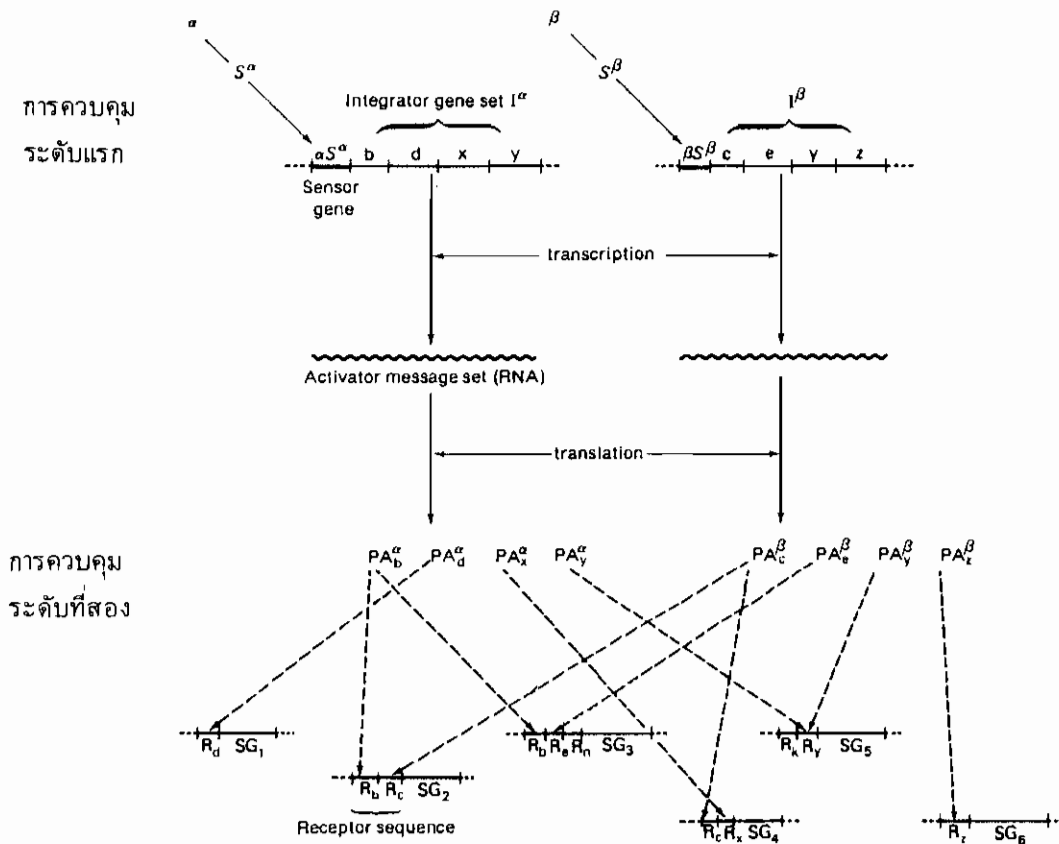 α
β
S^α
S^β
การควบคุม
ระดับแรก
Integrator gene set I^α
I^β
αS^α b d x y
βS^β c e y z
Sensor
gene
transcription
Activator message set (RNA)
translation
การควบคุม
ระดับที่สอง
PA^α_b PA^α_d PA^α_x PA^α_y PA^β_c PA^β_e PA^β_y PA^β_z
R_d SG_1
R_b R_e R_n SG_3
R_k R_y SG_5
R_b R_c SG_2
Receptor sequence
R_c R_x SG_4
R_z SG_6